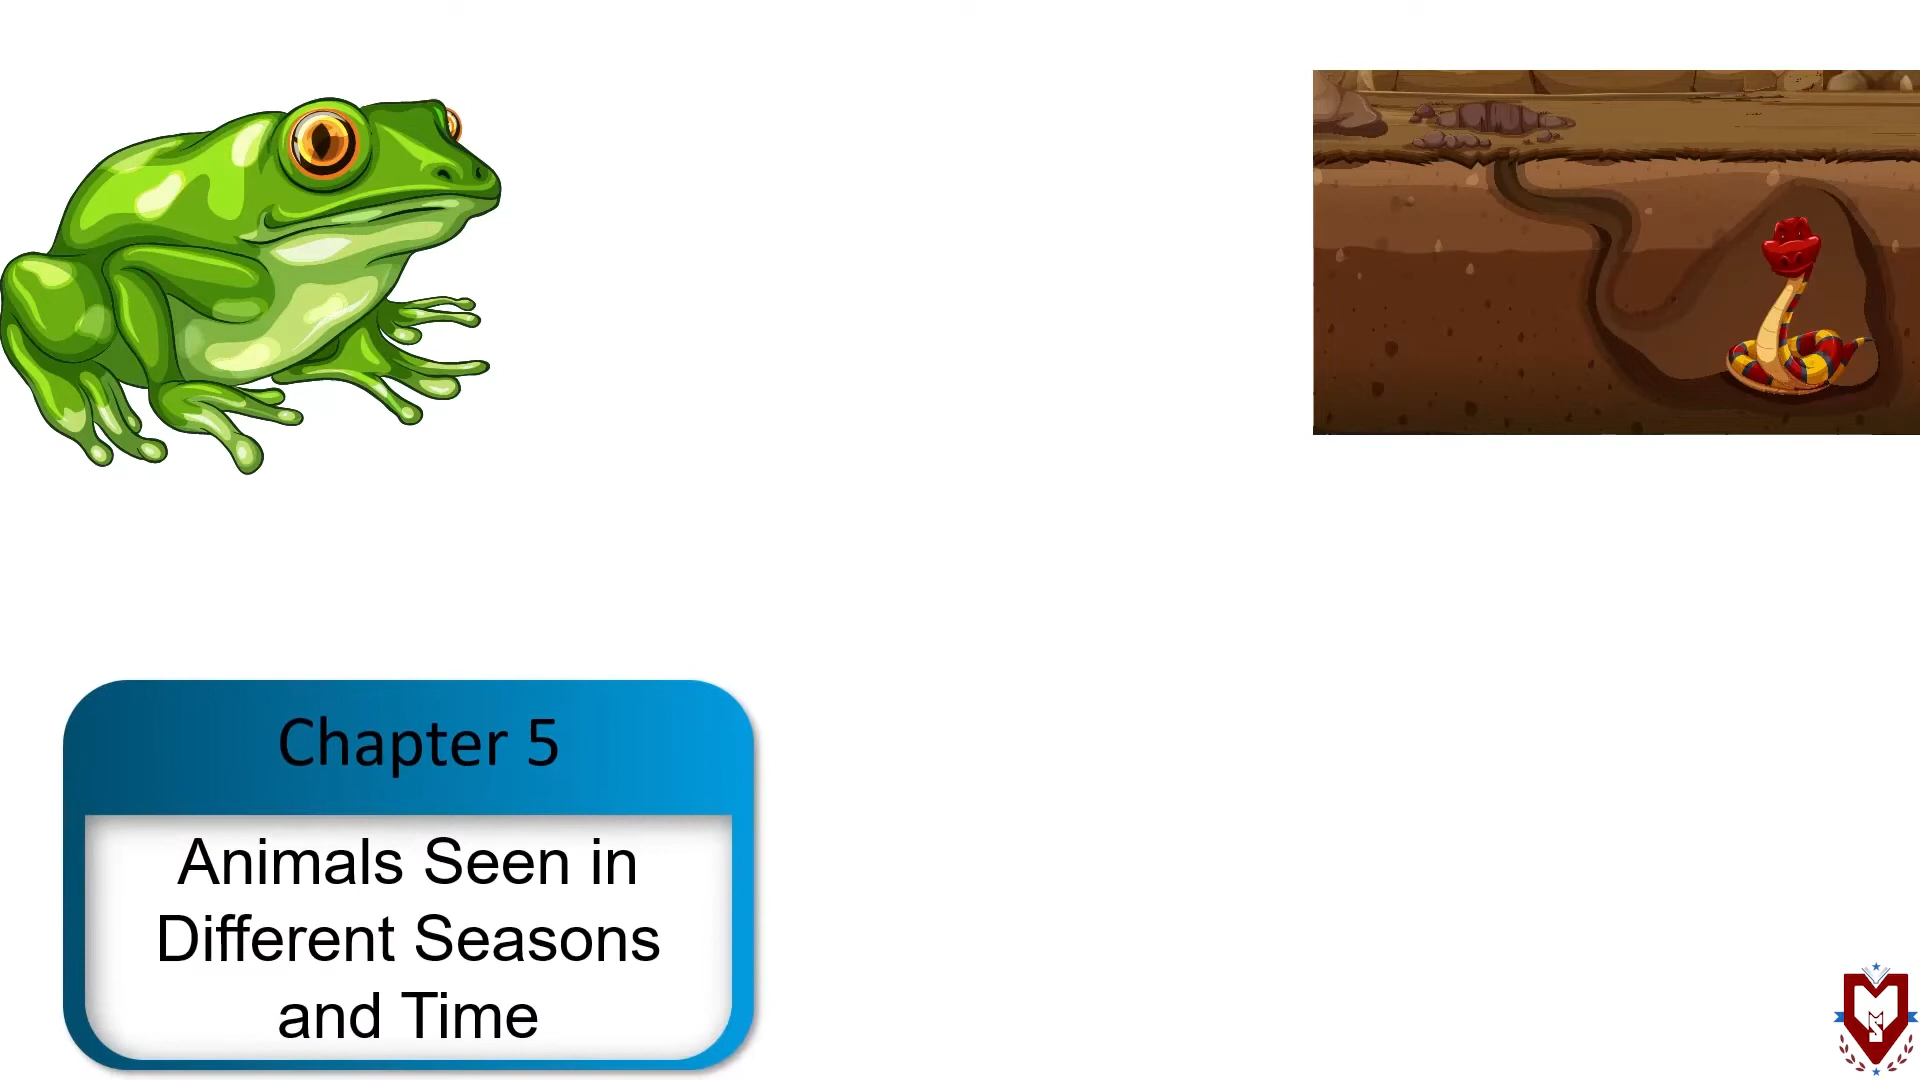 Chapter 5
Animals Seen in
Different Seasons
and Time